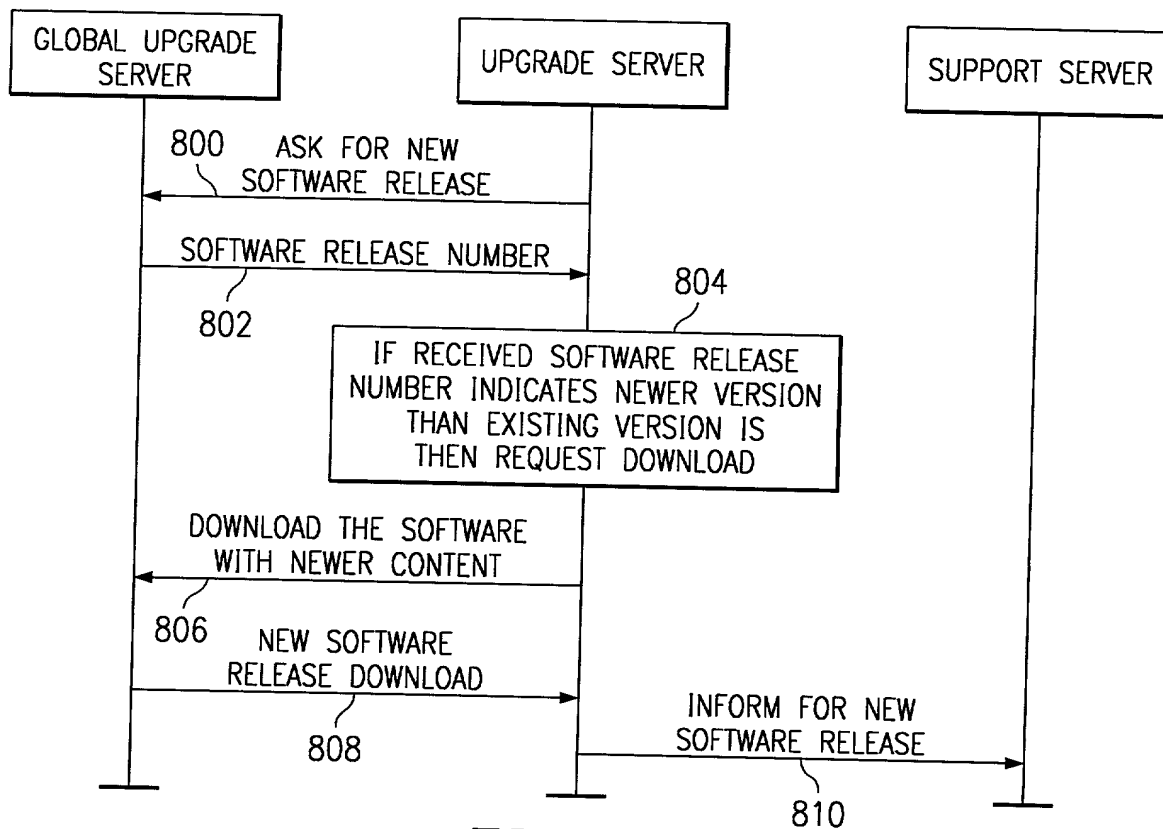 GLOBAL UPGRADE
SERVER
UPGRADE SERVER
SUPPORT SERVER
800
ASK FOR NEW
SOFTWARE RELEASE
SOFTWARE RELEASE NUMBER
802
804
IF RECEIVED SOFTWARE RELEASE
NUMBER INDICATES NEWER VERSION
THAN EXISTING VERSION IS
THEN REQUEST DOWNLOAD
DOWNLOAD THE SOFTWARE
WITH NEWER CONTENT
806
NEW SOFTWARE
RELEASE DOWNLOAD
808
INFORM FOR NEW
SOFTWARE RELEASE
810